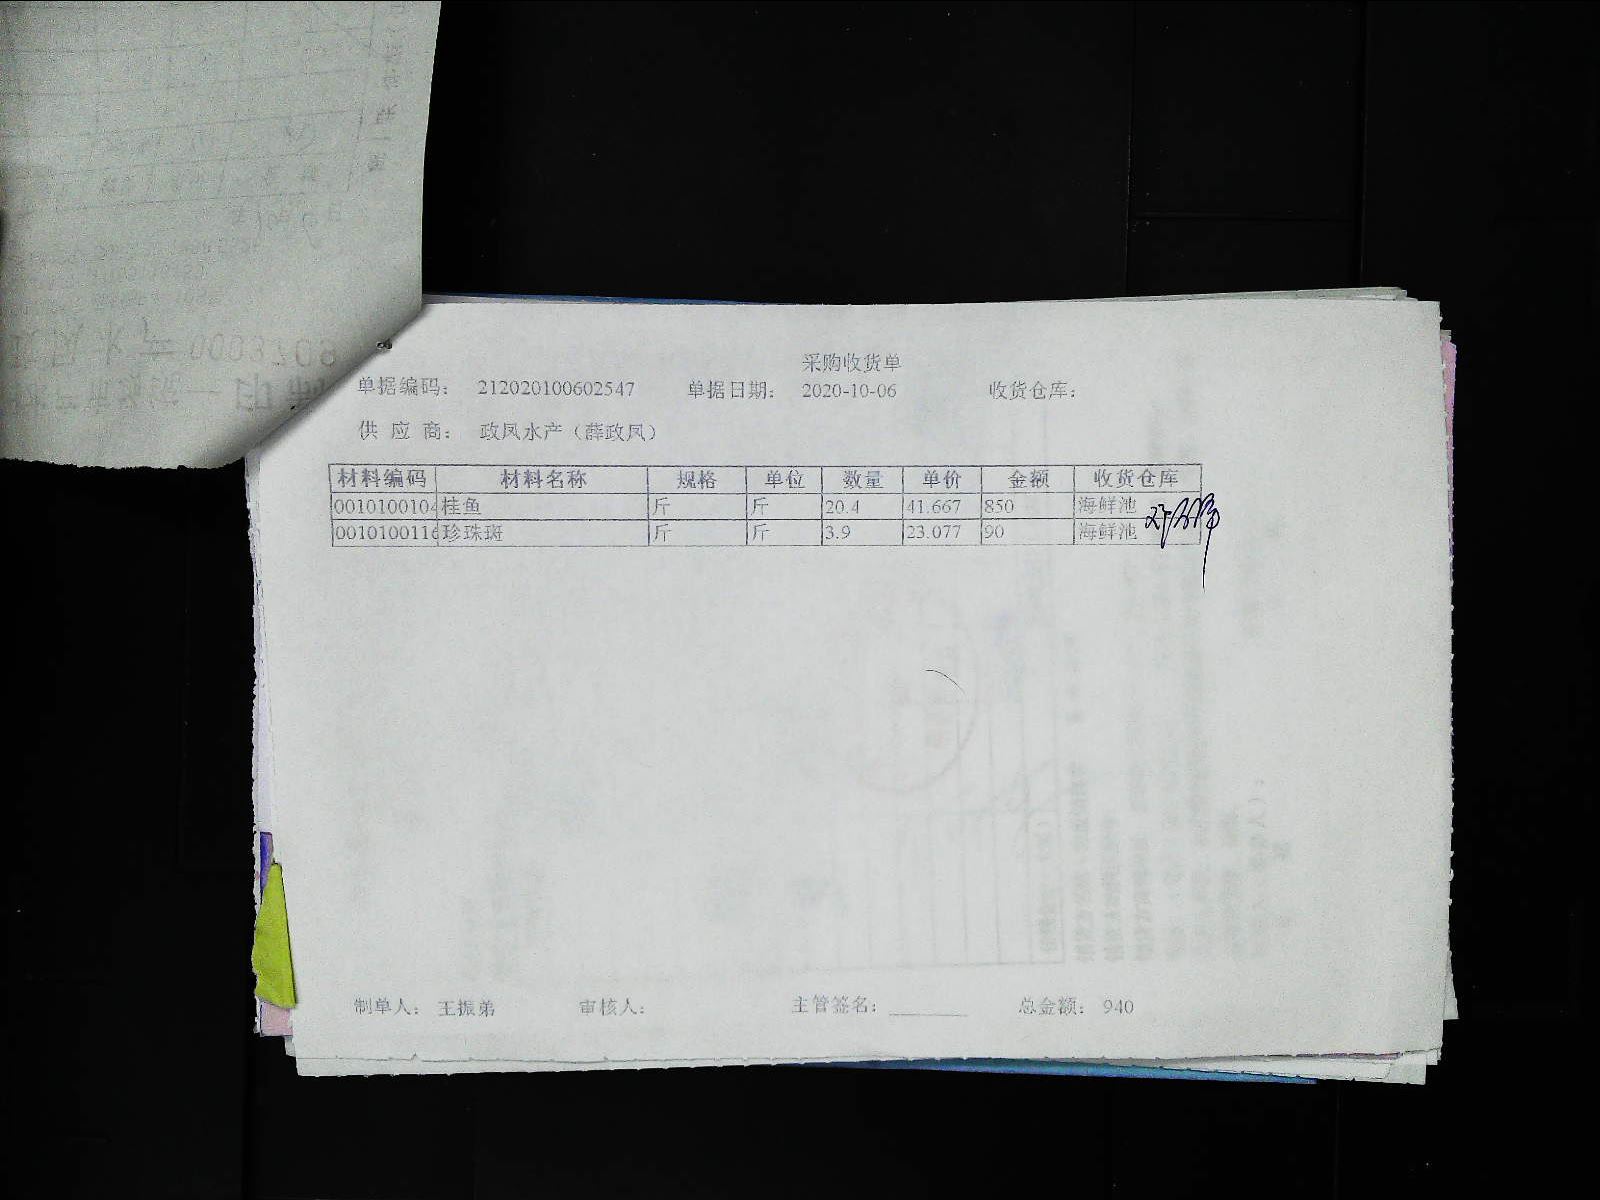 采购收货单
单据编码： 212020100602547 单据日期： 2020-10-06 收货仓库：
供 应 商： 政凤水产（薛政凤）
材料编码 材料名称 规格 单位 数量 单价 金额 收货仓库
0010100104 桂鱼 斤 斤 20.4 41.667 850 海鲜池
0010100116 珍珠斑 斤 斤 3.9 23.077 90 海鲜池
制单人： 王振弟 审核人： 主管签名： 总金额： 940